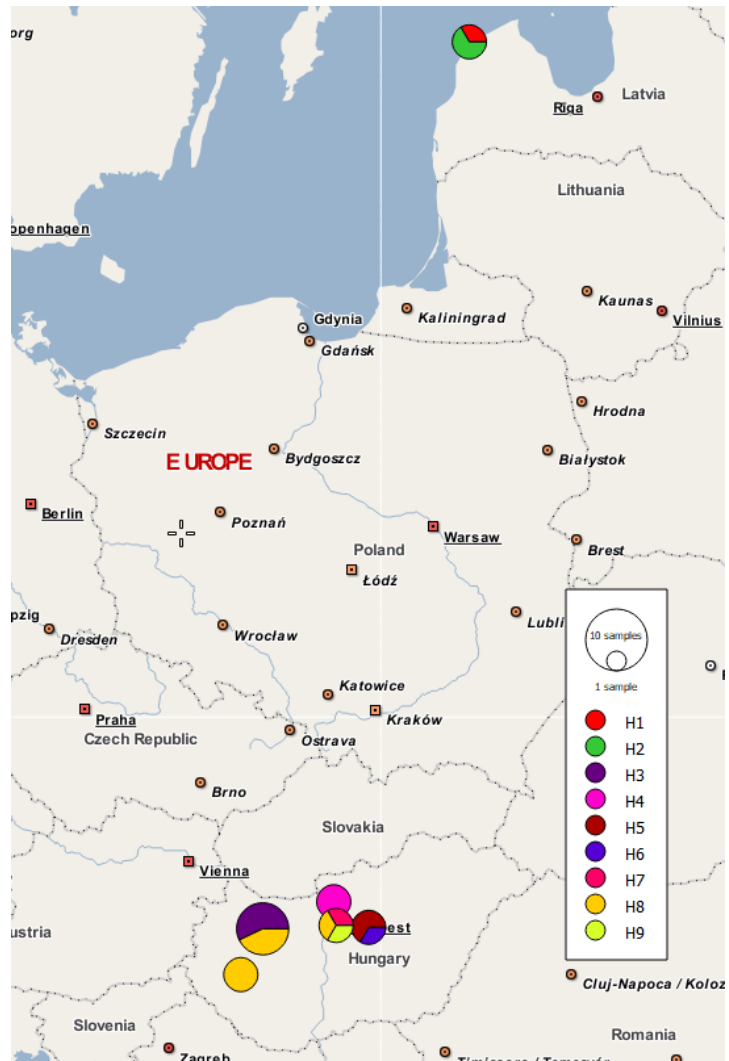 org
Rīga
Latvia
Lithuania
openhagen
Kaunas
Vilnius
Gdynia
Kaliningrad
Gdańsk
Hrodna
Szczecin
EUROPE
Bydgoszcz
Białystok
Berlin
Poznań
Warsaw
Poland
Brest
Łódź
pzig
Dresden
Wrocław
Lubli
10 samples
1 sample
Katowice
Praha
Kraków
Czech Republic
Ostrava
H1
H2
H3
H4
H5
H6
H7
H8
H9
Brno
Slovakia
Vienna
ustria
est
Hungary
Cluj-Napoca / Koloz
Slovenia
Romania
Zagreb